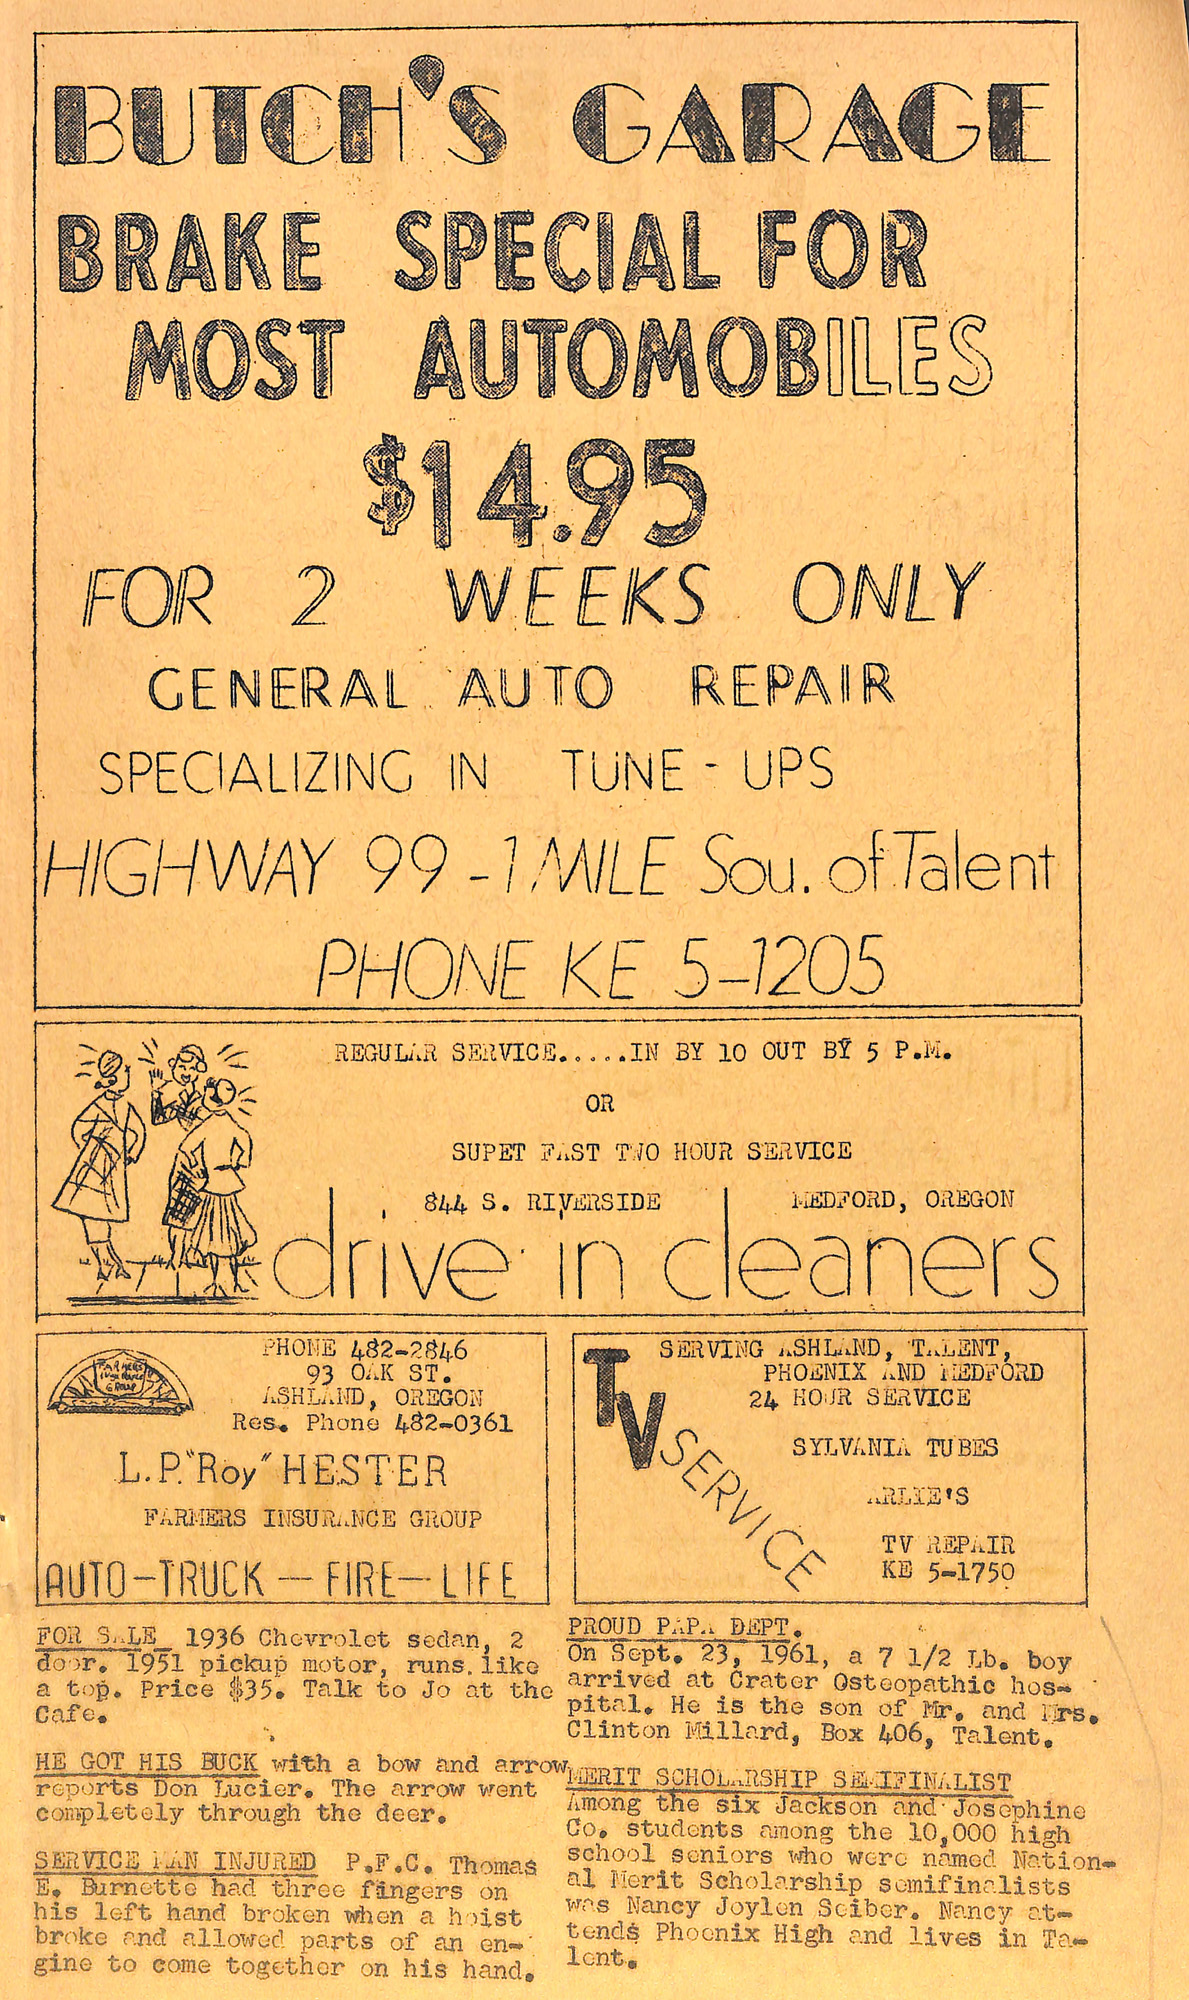 BUTCH'S GARAGE
BRAKE SPECIAL FOR
MOST AUTOMOBILES
$14.95
FOR 2 WEEKS ONLY
GENERAL AUTO REPAIR
SPECIALIZING IN TUNE - UPS
HIGHWAY 99 - 1 MILE Sou. of Talent
PHONE KE 5-1205
REGULAR SERVICE.....IN BY 10 OUT BY 5 P.M.
OR
SUPET FAST TWO HOUR SERVICE
844 S. RIVERSIDE MEDFORD, OREGON
drive in cleaners
FARMERS
INSURANCE
GROUP
PHONE 482-2846
93 OAK ST.
ASHLAND, OREGON
Res. Phone 482-0361
L.P. "Roy" HESTER
FARMERS INSURANCE GROUP
AUTO-TRUCK - FIRE - LIFE
TV SERVICE
SERVING ASHLAND, TALENT,
PHOENIX AND MEDFORD
24 HOUR SERVICE
SYLVANIA TUBES
ARLIE'S
TV REPAIR
KE 5-1750
FOR SALE 1936 Chevrolet sedan, 2
door. 1951 pickup motor, runs like
a top. Price $35. Talk to Jo at the
Cafe.
HE GOT HIS BUCK with a bow and arrow
reports Don Lucier. The arrow went
completely through the deer.
SERVICE MAN INJURED P.F.C. Thomas
E. Burnette had three fingers on
his left hand broken when a hoist
broke and allowed parts of an en-
gine to come together on his hand.
PROUD PAPA DEPT.
On Sept. 23, 1961, a 7 1/2 Lb. boy
arrived at Crater Osteopathic hos-
pital. He is the son of Mr. and Mrs.
Clinton Millard, Box 406, Talent.
MERIT SCHOLARSHIP SEMIFINALIST
Among the six Jackson and Josephine
Co. students among the 10,000 high
school seniors who were named Nation-
al Merit Scholarship semifinalists
was Nancy Joylen Seiber. Nancy at-
tends Phoenix High and lives in Ta-
lent.